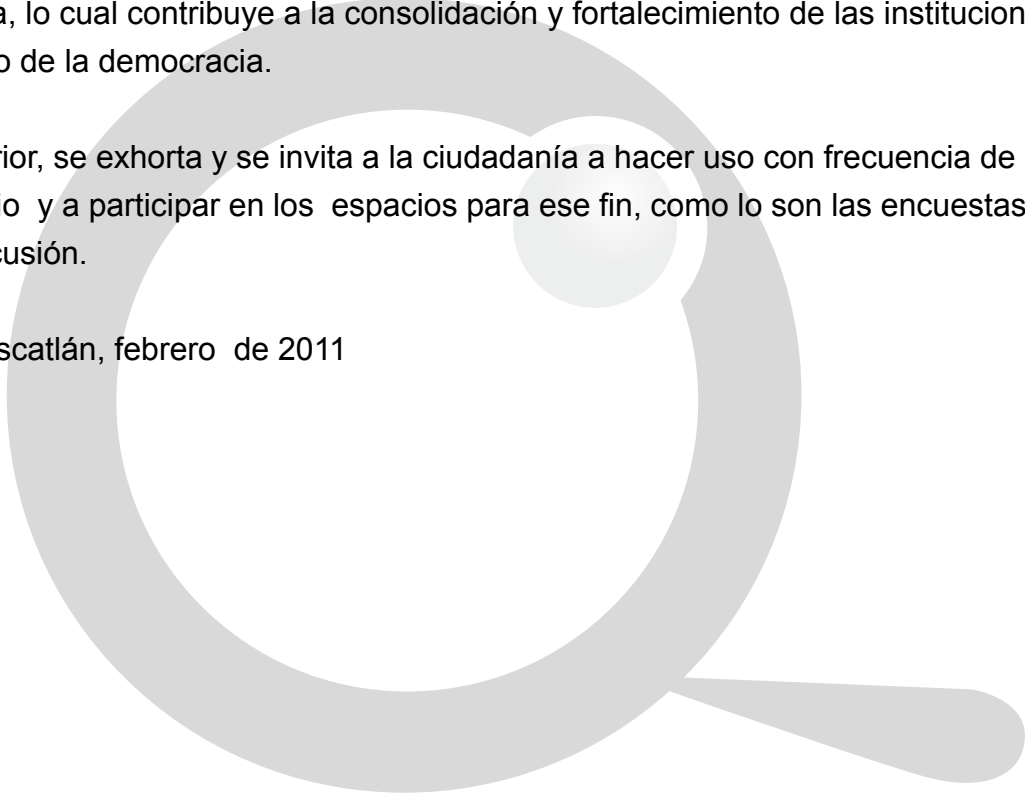 a, lo cual contribuye a la consolidación y fortalecimiento de las institucion
o de la democracia.
rior, se exhorta y se invita a la ciudadanía a hacer uso con frecuencia de
io y a participar en los espacios para ese fin, como lo son las encuestas
cusión.
scatlán, febrero de 2011